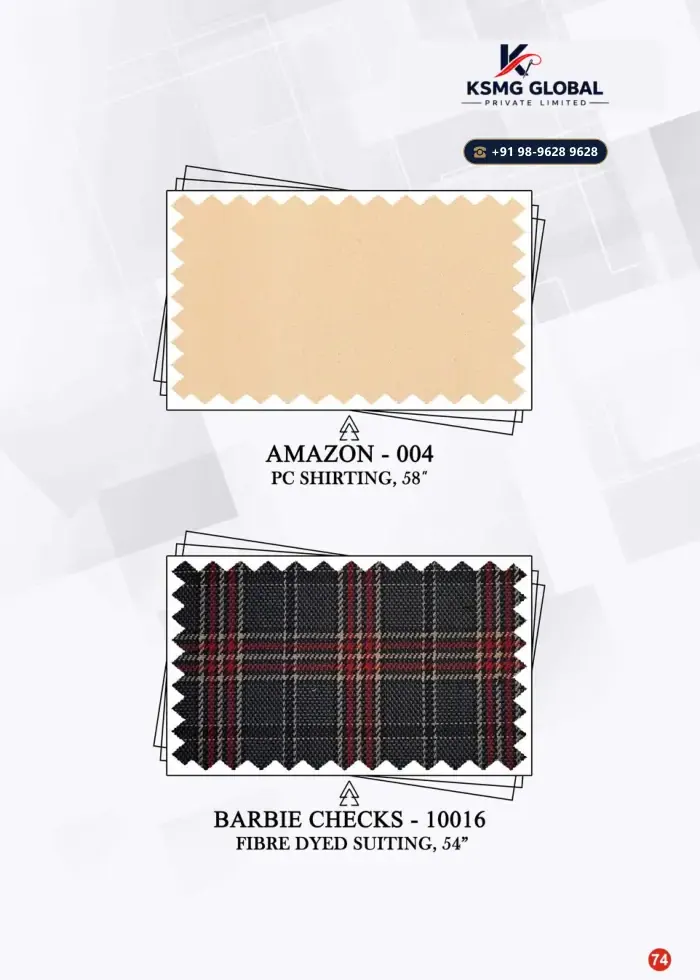 KSMG GLOBAL
PRIVATE LIMITED
+91 98-9628 9628
AMAZON - 004
PC SHIRTING, 58"
BARBIE CHECKS - 10016
FIBRE DYED SUITING, 54”
74